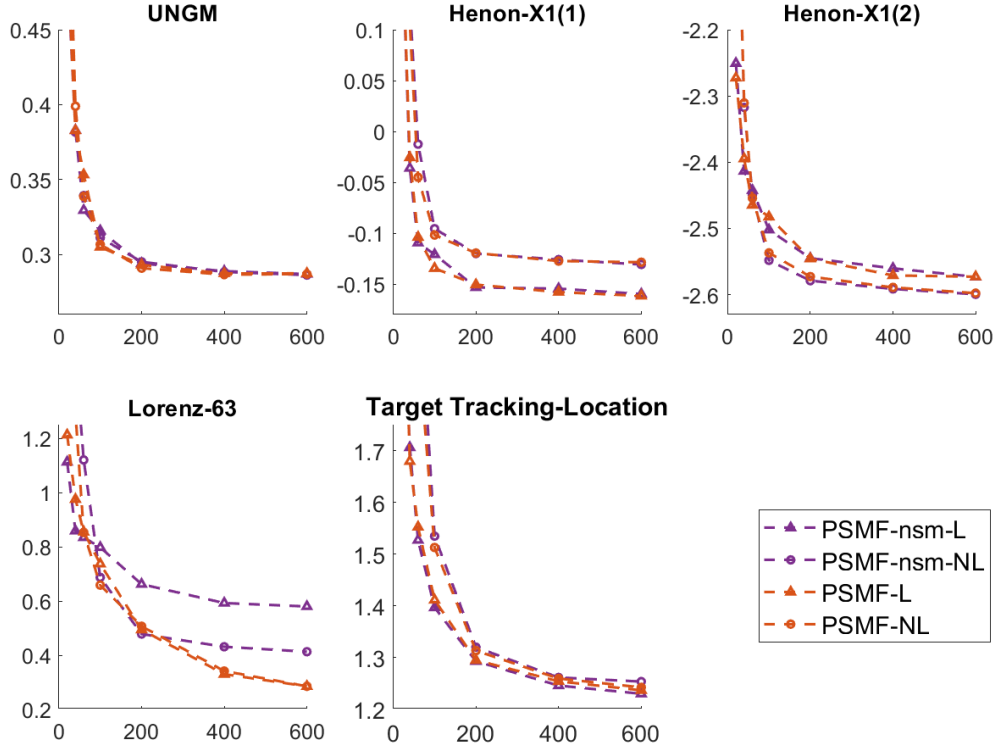 UNGM
0.45
0.4
0.35
0.3
0 200 400 600
Henon-X1(1)
0.1
0.05
0
-0.05
-0.1
-0.15
0 200 400 600
Henon-X1(2)
-2.2
-2.3
-2.4
-2.5
-2.6
0 200 400 600
Lorenz-63
1.2
1
0.8
0.6
0.4
0.2
0 200 400 600
Target Tracking-Location
1.7
1.6
1.5
1.4
1.3
1.2
0 200 400 600
PSMF-nsm-L
PSMF-nsm-NL
PSMF-L
PSMF-NL